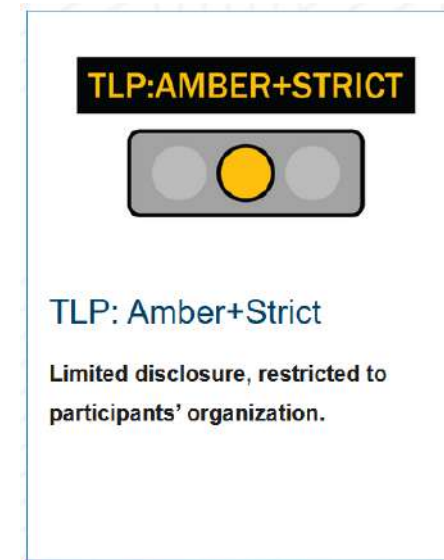 TLP:AMBER+STRICT
TLP: Amber+Strict
Limited disclosure, restricted to
participants’ organization.